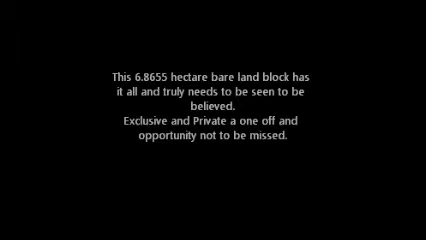 This 6.8655 hectare bare land block has
it all and truly needs to be seen to be
believed.
Exclusive and Private a one off and
opportunity not to be missed.